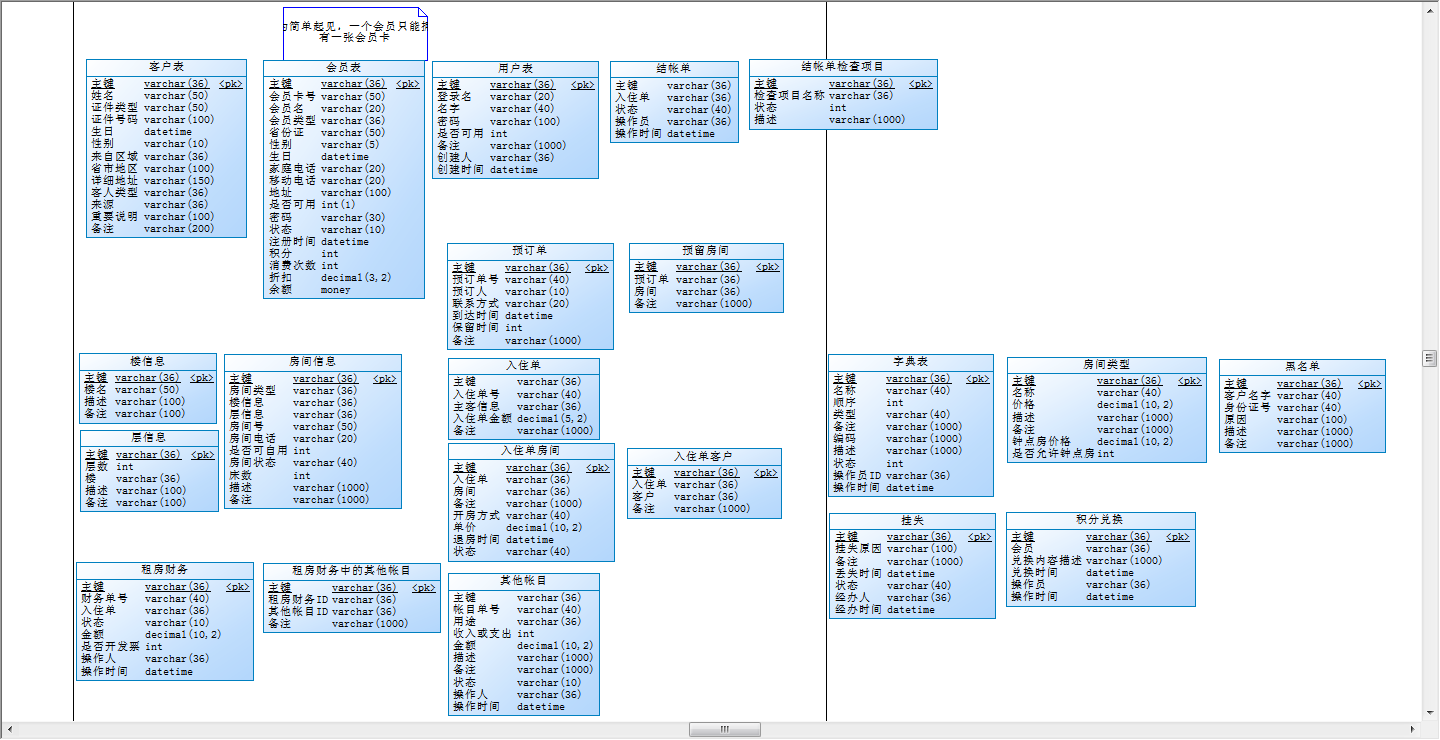 为简单起见，一个会员只能拥
有一张会员卡
客户表
主键 varchar(36) <pk>
姓名 varchar(50)
证件类型 varchar(50)
证件号码 varchar(100)
生日 datetime
性别 varchar(10)
来自区域 varchar(36)
省市地区 varchar(100)
详细地址 varchar(150)
客人类型 varchar(36)
来源 varchar(36)
重要说明 varchar(100)
备注 varchar(200)
会员表
主键 varchar(36) <pk>
会员卡号 varchar(50)
会员名 varchar(20)
会员类型 varchar(36)
省份证 varchar(50)
性别 varchar(5)
生日 datetime
家庭电话 varchar(20)
移动电话 varchar(20)
地址 varchar(100)
是否可用 int(1)
密码 varchar(30)
状态 varchar(10)
注册时间 datetime
积分 int
消费次数 int
折扣 decimal(3,2)
余额 money
用户表
主键 varchar(36) <pk>
登录名 varchar(20)
名字 varchar(40)
密码 varchar(100)
是否可用 int
备注 varchar(1000)
创建人 varchar(36)
创建时间 datetime
结帐单
主键 varchar(36)
入住单 varchar(36)
状态 varchar(40)
操作员 varchar(36)
操作时间 datetime
结帐单检查项目
主键 varchar(36) <pk>
检查项目名称 varchar(36)
状态 int
描述 varchar(1000)
预订单
主键 varchar(36) <pk>
预订单号 varchar(40)
预订人 varchar(10)
联系方式 varchar(20)
到达时间 datetime
保留时间 int
备注 varchar(1000)
预留房间
主键 varchar(36) <pk>
预订单 varchar(36)
房间 varchar(36)
备注 varchar(1000)
楼信息
主键 varchar(36) <pk>
楼名 varchar(50)
描述 varchar(100)
备注 varchar(100)
层信息
主键 varchar(36) <pk>
层数 int
楼 varchar(36)
描述 varchar(100)
备注 varchar(100)
房间信息
主键 varchar(36) <pk>
房间类型 varchar(36)
楼信息 varchar(36)
层信息 varchar(36)
房间号 varchar(50)
房间电话 varchar(20)
是否可自用 int
房间状态 varchar(40)
床数 int
描述 varchar(1000)
备注 varchar(1000)
入住单
主键 varchar(36)
入住单号 varchar(40)
主客信息 varchar(36)
入住单金额 decimal(5,2)
备注 varchar(1000)
入住单房间
主键 varchar(36) <pk>
入住单 varchar(36)
房间 varchar(36)
备注 varchar(1000)
开房方式 varchar(40)
单价 decimal(10,2)
退房时间 datetime
状态 varchar(40)
入住单客户
主键 varchar(36) <pk>
入住单 varchar(36)
客户 varchar(36)
备注 varchar(1000)
字典表
主键 varchar(36) <pk>
名称 varchar(40)
顺序 int
类型 varchar(40)
备注 varchar(1000)
编码 varchar(1000)
描述 varchar(1000)
状态 int
操作员ID varchar(36)
操作时间 datetime
房间类型
主键 varchar(36) <pk>
名称 varchar(40)
价格 decimal(10,2)
描述 varchar(1000)
备注 varchar(1000)
钟点房价格 decimal(10,2)
是否允许钟点房 int
黑名单
主键 varchar(36) <pk>
客户名字 varchar(40)
身份证号 varchar(40)
原因 varchar(100)
描述 varchar(1000)
备注 varchar(1000)
挂失
主键 varchar(36) <pk>
挂失原因 varchar(100)
备注 varchar(1000)
丢失时间 datetime
状态 varchar(40)
经办人 varchar(36)
经办时间 datetime
积分兑换
主键 varchar(36) <pk>
会员 varchar(36)
兑换内容描述 varchar(1000)
兑换时间 datetime
操作员 varchar(36)
操作时间 datetime
租房财务
主键 varchar(36) <pk>
财务单号 varchar(40)
入住单 varchar(36)
状态 varchar(10)
金额 decimal(10,2)
是否开发票 int
操作人 varchar(36)
操作时间 datetime
租房财务中的其他帐目
主键 varchar(36) <pk>
租房财务ID varchar(36)
其他帐目ID varchar(36)
备注 varchar(1000)
其他帐目
主键 varchar(36)
帐目单号 varchar(40)
用途 varchar(36)
收入或支出 int
金额 decimal(10,2)
描述 varchar(1000)
备注 varchar(1000)
状态 varchar(10)
操作人 varchar(36)
操作时间 datetime